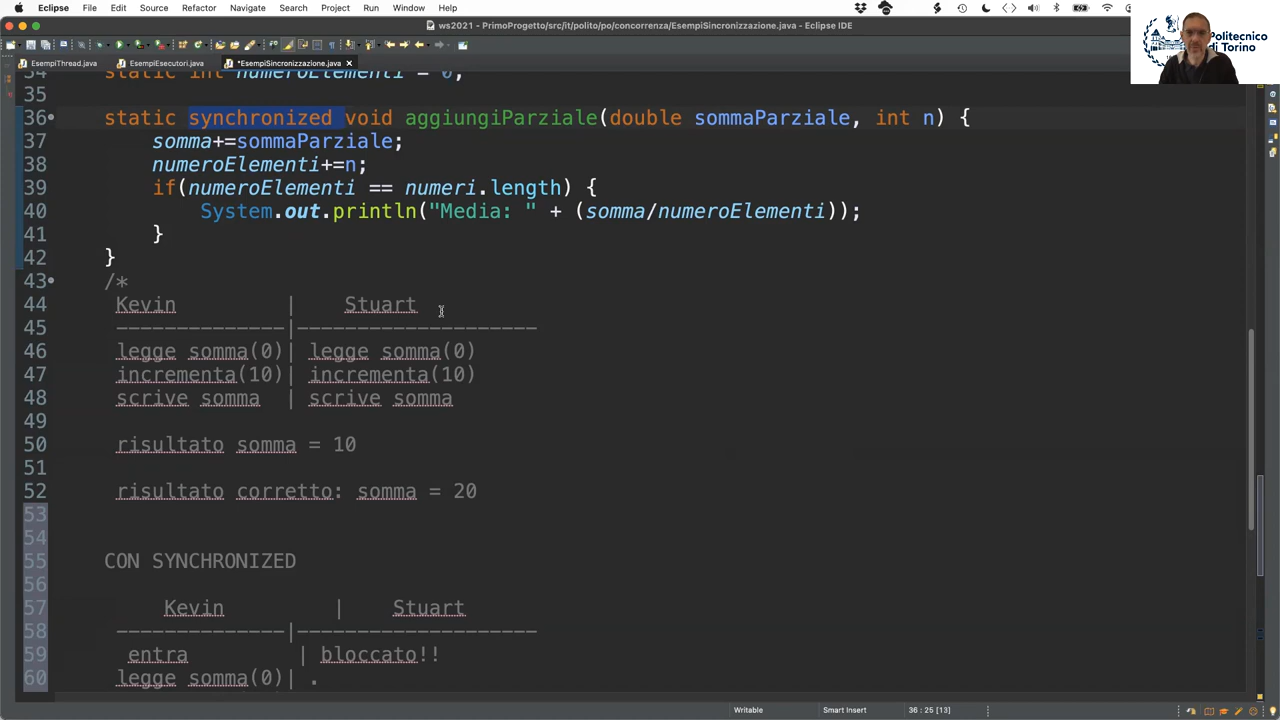 Eclipse File Edit Source Refactor Navigate Search Project Run Window Help
ws2021 - PrimoProgetto/src/it/polito/po/concorrenza/EsempiSincronizzazione.java - Eclipse IDE
Politecnico
di Torino
EsempiThread.java EsempiEsecutori.java *EsempiSincronizzazione.java
34 static int numeroElementi = 0;
35
36 static synchronized void aggiungiParziale(double sommaParziale, int n) {
37 somma+=sommaParziale;
38 numeroElementi+=n;
39 if(numeroElementi == numeri.length) {
40 System.out.println("Media: " + (somma/numeroElementi));
41 }
42 }
43 /*
44 Kevin | Stuart
45 --------------|--------------------
46 legge somma(0)| legge somma(0)
47 incrementa(10)| incrementa(10)
48 scrive somma | scrive somma
49
50 risultato somma = 10
51
52 risultato corretto: somma = 20
53
54
55 CON SYNCHRONIZED
56
57 Kevin | Stuart
58 --------------|--------------------
59 entra | bloccato!!
60 legge somma(0)| .
Writable Smart Insert 36 : 25 [13]